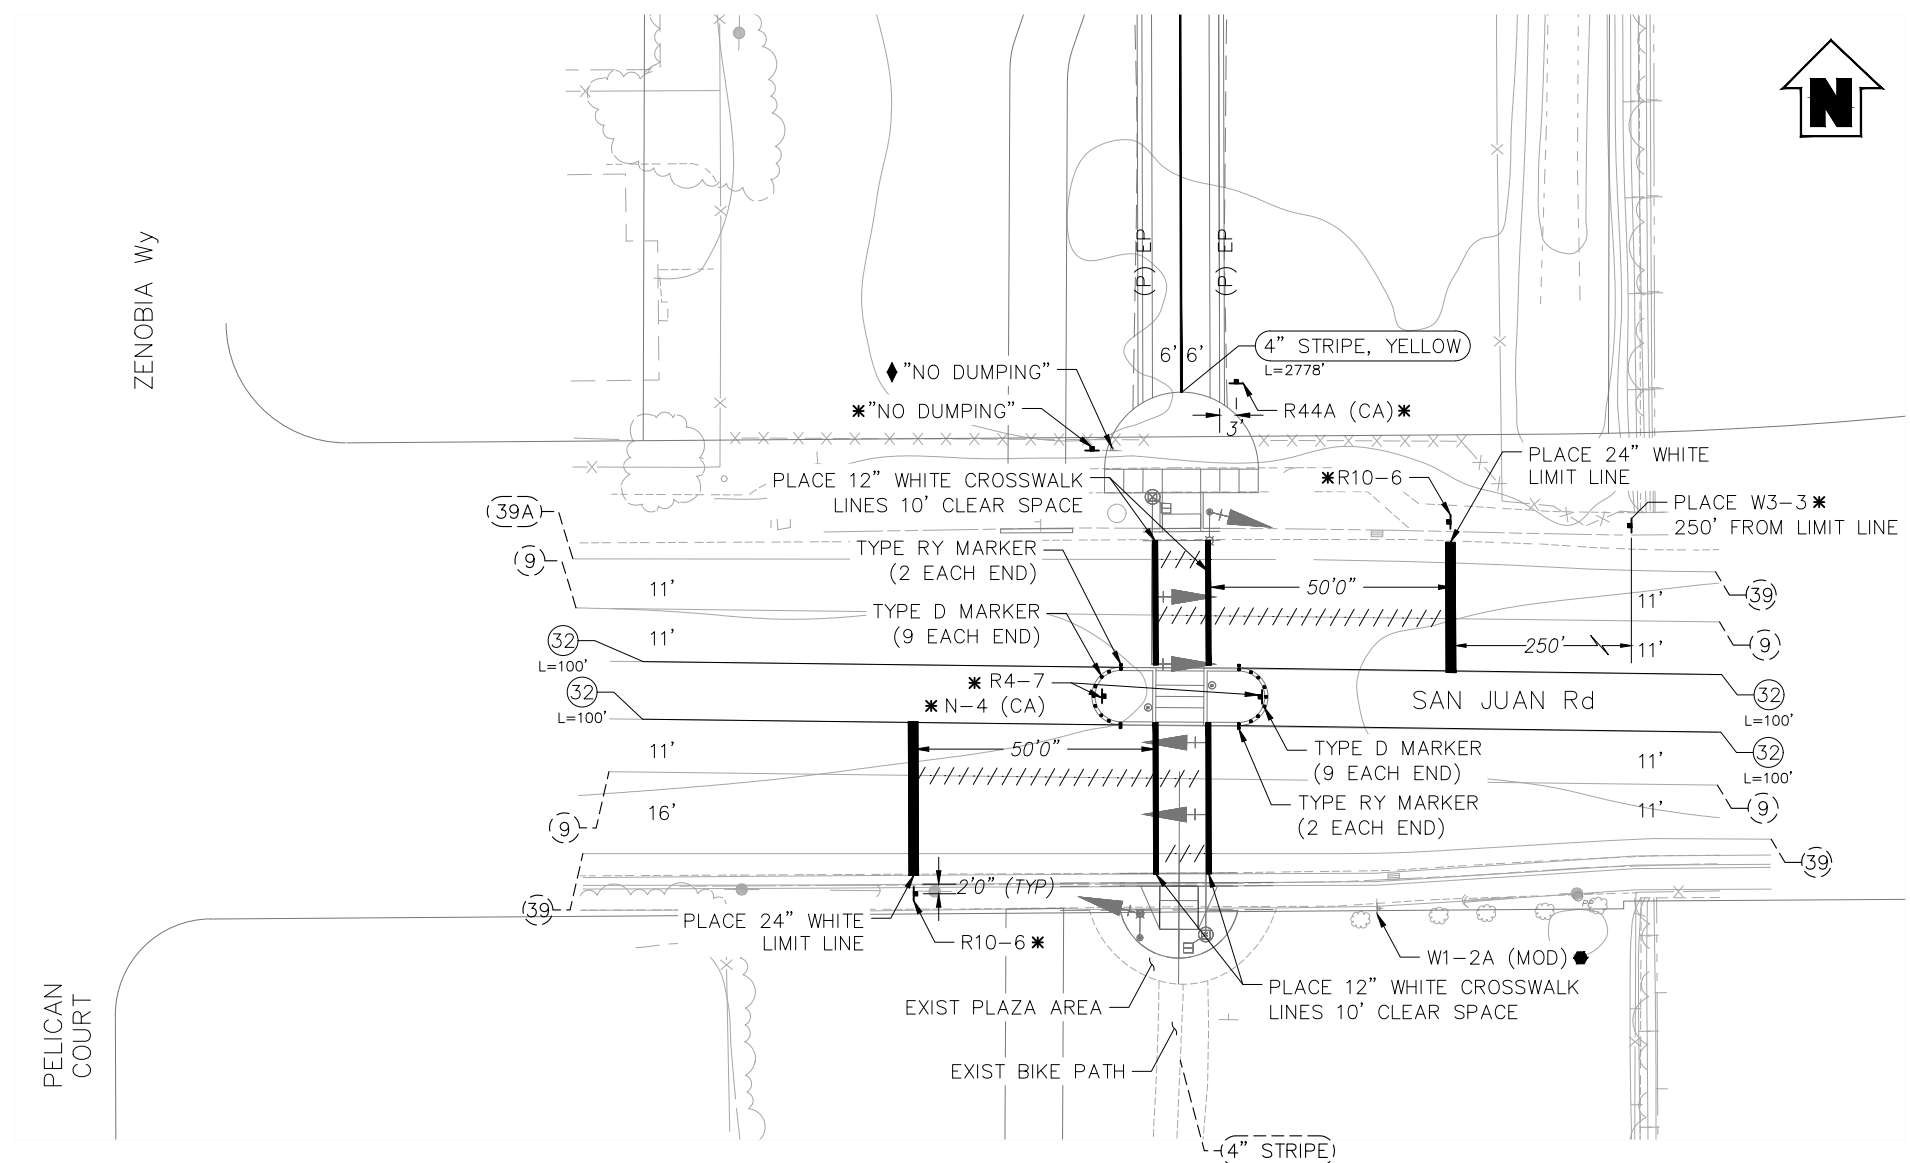 N
ZENOBIA Wy
(P) EP
(P) EP
6' 6'
4" STRIPE, YELLOW
L=2778'
♦ "NO DUMPING"
✱"NO DUMPING"
R44A (CA)✱
3'
PLACE 24" WHITE
LIMIT LINE
✱R10-6
PLACE W3-3 ✱
250' FROM LIMIT LINE
PLACE 12" WHITE CROSSWALK
LINES 10' CLEAR SPACE
39A
9
TYPE RY MARKER
(2 EACH END)
50'0"
39
11'
11'
TYPE D MARKER
(9 EACH END)
11'
32
L=100'
250'
11'
9
32
L=100'
✱ R4-7
✱ N-4 (CA)
SAN JUAN Rd
32
L=100'
11'
50'0"
TYPE D MARKER
(9 EACH END)
11'
32
L=100'
16'
TYPE RY MARKER
(2 EACH END)
11'
9
9
39
2'0" (TYP)
39
PLACE 24" WHITE
LIMIT LINE
R10-6 ✱
W1-2A (MOD)
PLACE 12" WHITE CROSSWALK
LINES 10' CLEAR SPACE
EXIST PLAZA AREA
EXIST BIKE PATH
PELICAN
COURT
4" STRIPE